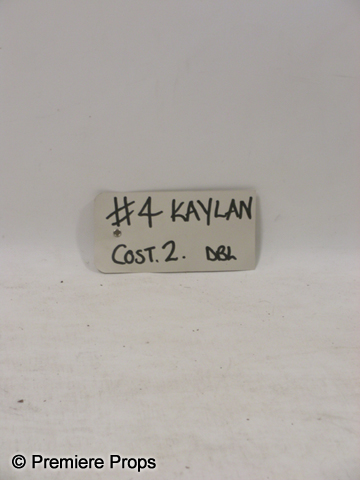 #4 KAYLAN
COST. 2. DBL
© Premiere Props